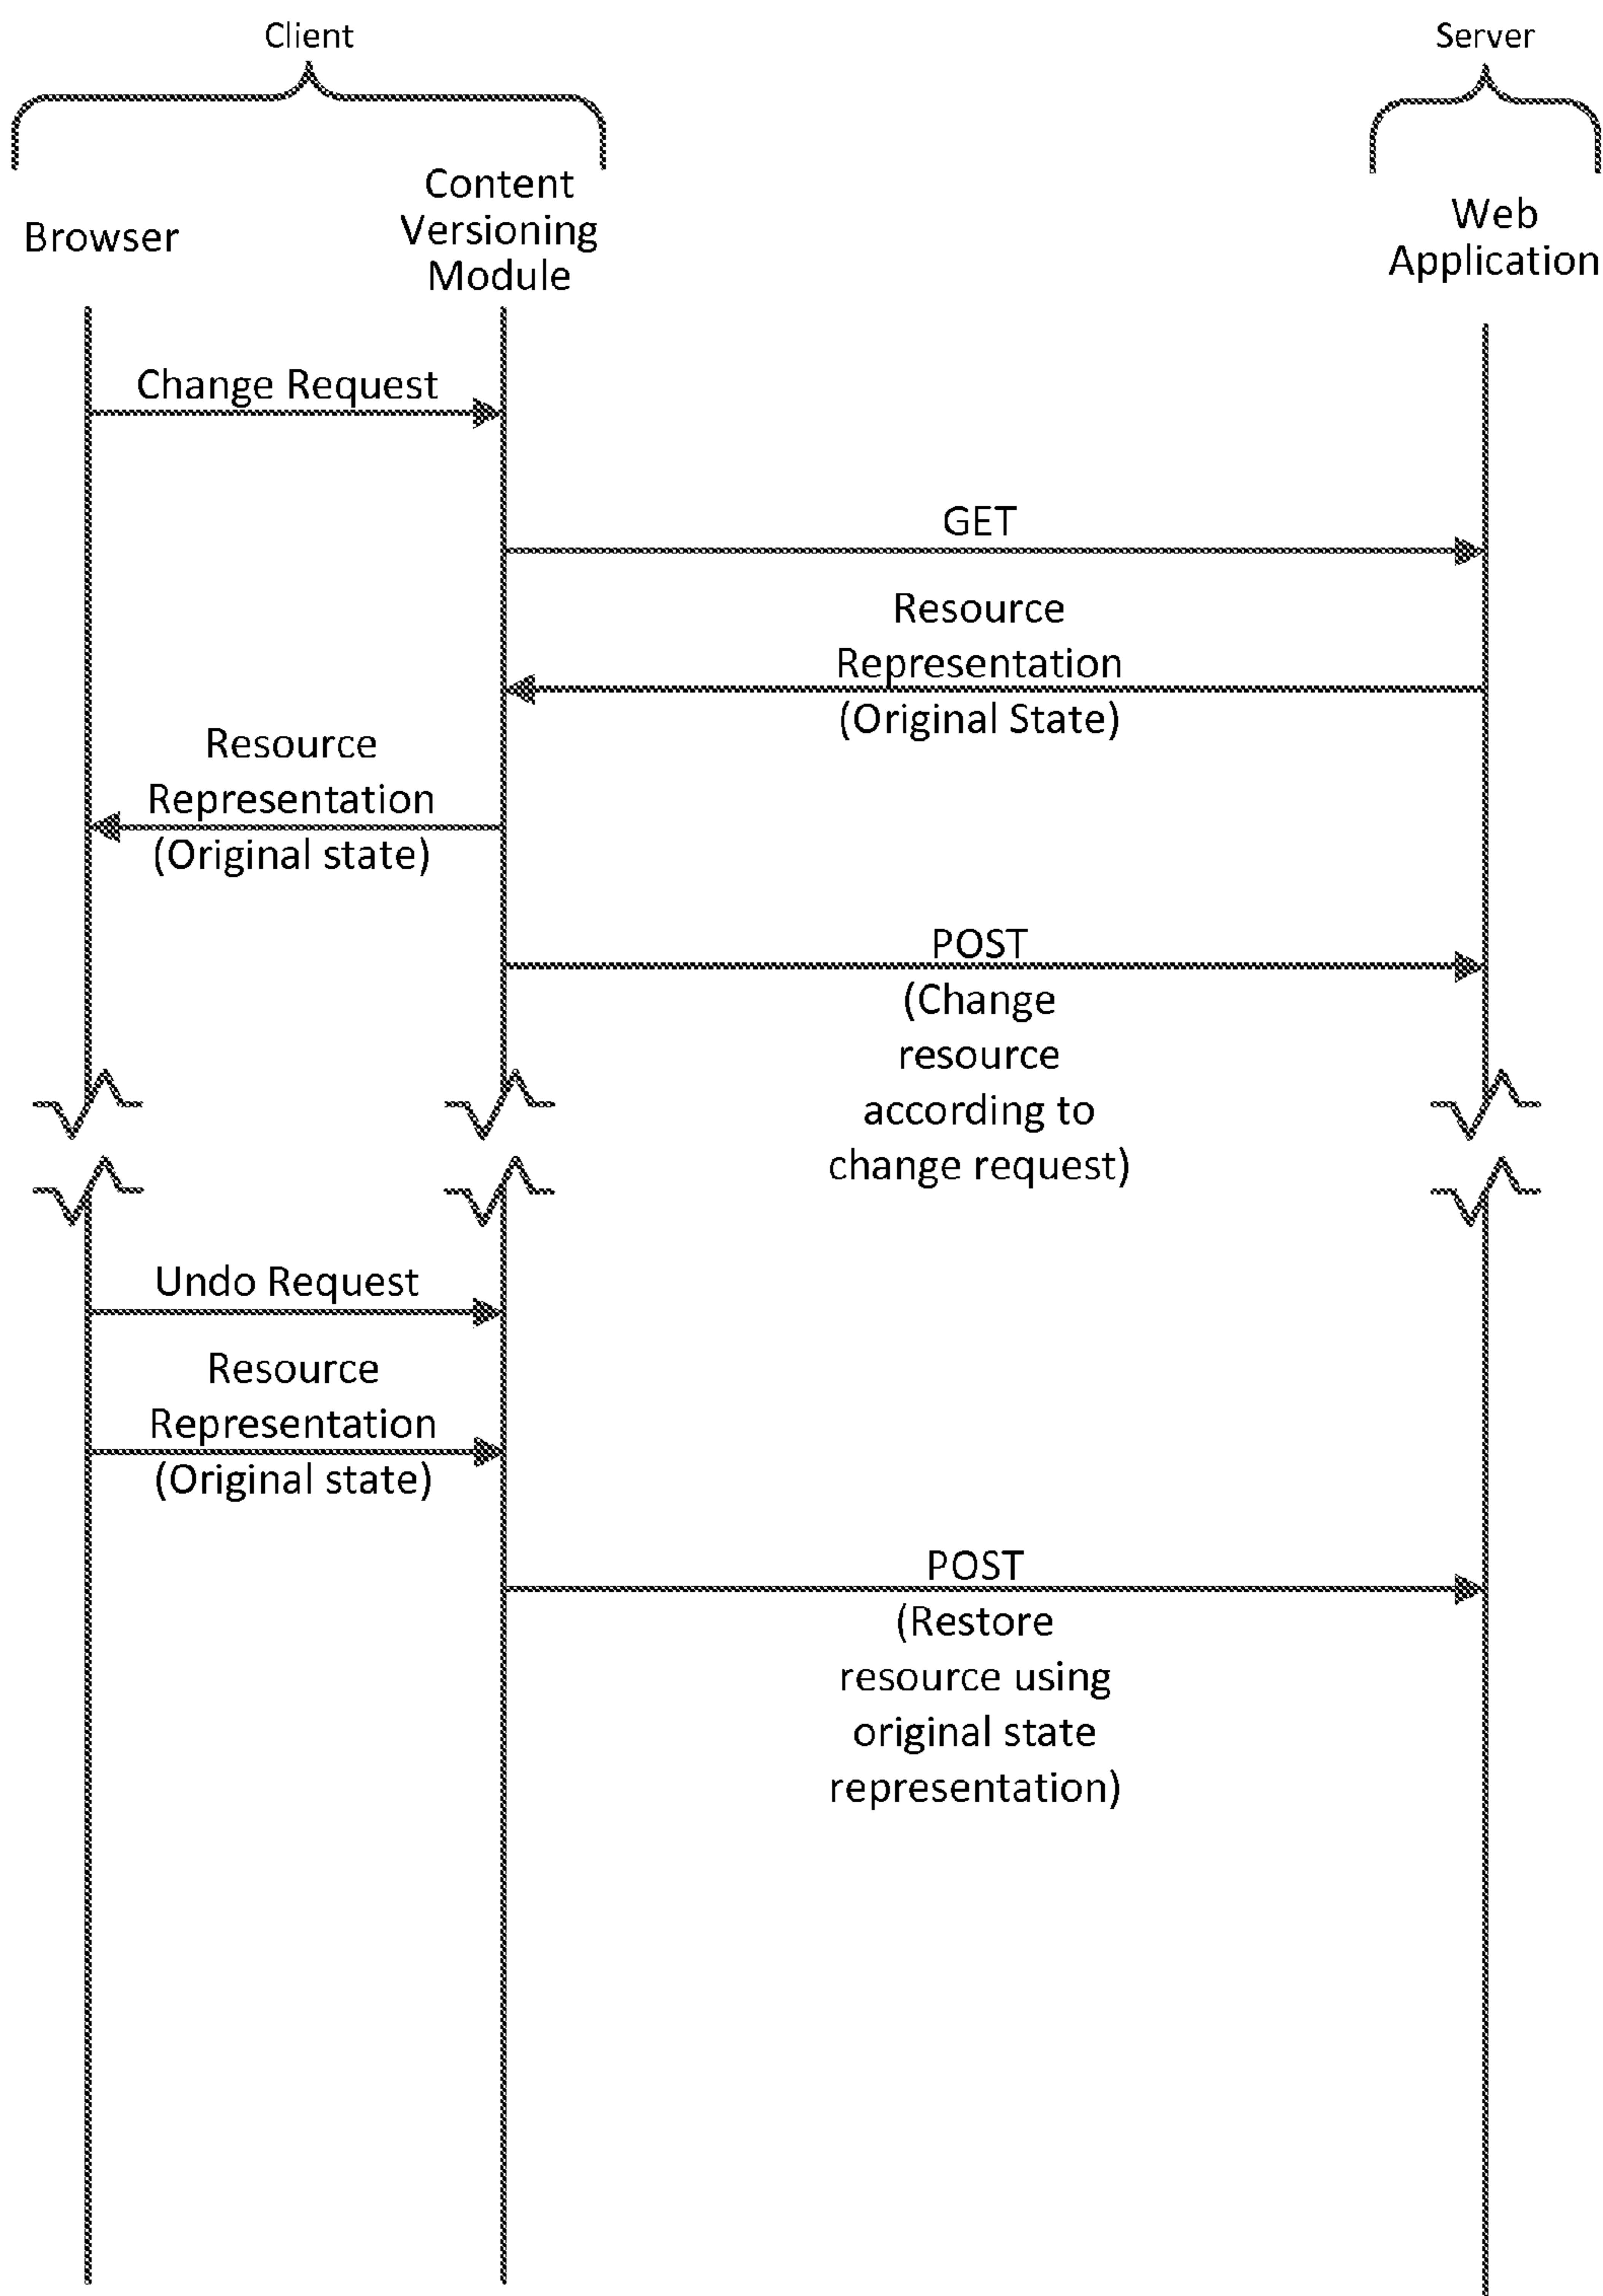 Client
Server
Browser
Content
Versioning
Module
Web
Application
Change Request
GET
Resource
Representation
(Original State)
Resource
Representation
(Original state)
POST
(Change
resource
according to
change request)
Undo Request
Resource
Representation
(Original state)
POST
(Restore
resource using
original state
representation)